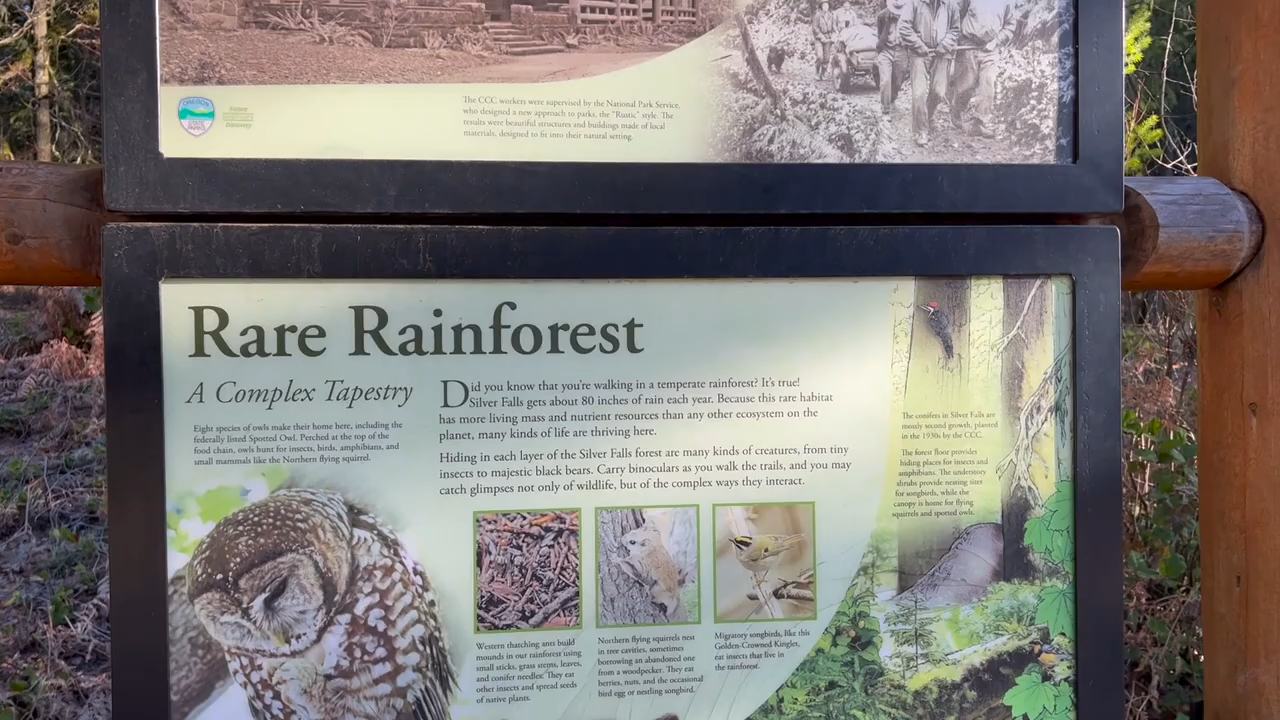 OREGON
STATE
PARKS
Nature
Discovery
The CCC workers were supervised by the National Park Service,
who designed a new approach to parks, the "Rustic" style. The
results were beautiful structures and buildings made of local
materials, designed to fit into their natural setting.
Rare Rainforest
A Complex Tapestry
Eight species of owls make their home here, including the
federally listed Spotted Owl. Perched at the top of the
food chain, owls hunt for insects, birds, amphibians, and
small mammals like the Northern flying squirrel.
Did you know that you're walking in a temperate rainforest? It's true!
Silver Falls gets about 80 inches of rain each year. Because this rare habitat
has more living mass and nutrient resources than any other ecosystem on the
planet, many kinds of life are thriving here.
Hiding in each layer of the Silver Falls forest are many kinds of creatures, from tiny
insects to majestic black bears. Carry binoculars as you walk the trails, and you may
catch glimpses not only of wildlife, but of the complex ways they interact.
The conifers in Silver Falls are
mostly second growth, planted
in the 1930s by the CCC.
The forest floor provides
hiding places for insects and
amphibians. The understory
shrubs provide nesting sites
for songbirds, while the
canopy is home for flying
squirrels and spotted owls.
Western thatching ants build
mounds in our rainforest using
small sticks, grass stems, leaves,
and conifer needles. They eat
other insects and spread seeds
of native plants.
Northern flying squirrels nest
in tree cavities, sometimes
borrowing an abandoned one
from a woodpecker. They eat
berries, nuts, and the occasional
bird egg or nestling songbird.
Migratory songbirds, like this
Golden-Crowned Kinglet,
eat insects that live in
the rainforest.